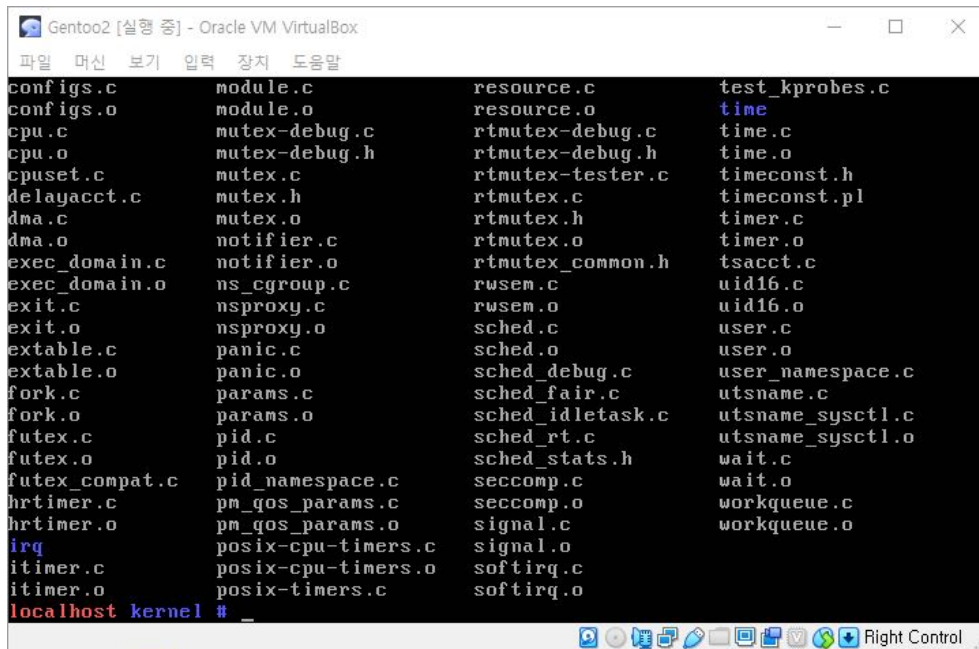 Gentoo2 [실행 중] - Oracle VM VirtualBox
파일 머신 보기 입력 장치 도움말
configs.c module.c resource.c test_kprobes.c
configs.o module.o resource.o time
cpu.c mutex-debug.c rtmutex-debug.c time.c
cpu.o mutex-debug.h rtmutex-debug.h time.o
cpuset.c mutex.c rtmutex-tester.c timeconst.h
delayacct.c mutex.h rtmutex.c timeconst.pl
dma.c mutex.o rtmutex.h timer.c
dma.o notifier.c rtmutex.o timer.o
exec_domain.c notifier.o rtmutex_common.h tsacct.c
exec_domain.o ns_cgroup.c rwsem.c uid16.c
exit.c nsproxy.c rwsem.o uid16.o
exit.o nsproxy.o sched.c user.c
extable.c panic.c sched.o user.o
extable.o panic.o sched_debug.c user_namespace.c
fork.c params.c sched_fair.c utsname.c
fork.o params.o sched_idletask.c utsname_sysctl.c
futex.c pid.c sched_rt.c utsname_sysctl.o
futex.o pid.o sched_stats.h wait.c
futex_compat.c pid_namespace.c seccomp.c wait.o
hrtimer.c pm_qos_params.c seccomp.o workqueue.c
hrtimer.o pm_qos_params.o signal.c workqueue.o
irq posix-cpu-timers.c signal.o
itimer.c posix-cpu-timers.o softirq.c
itimer.o posix-timers.c softirq.o
localhost kernel # _
Right Control